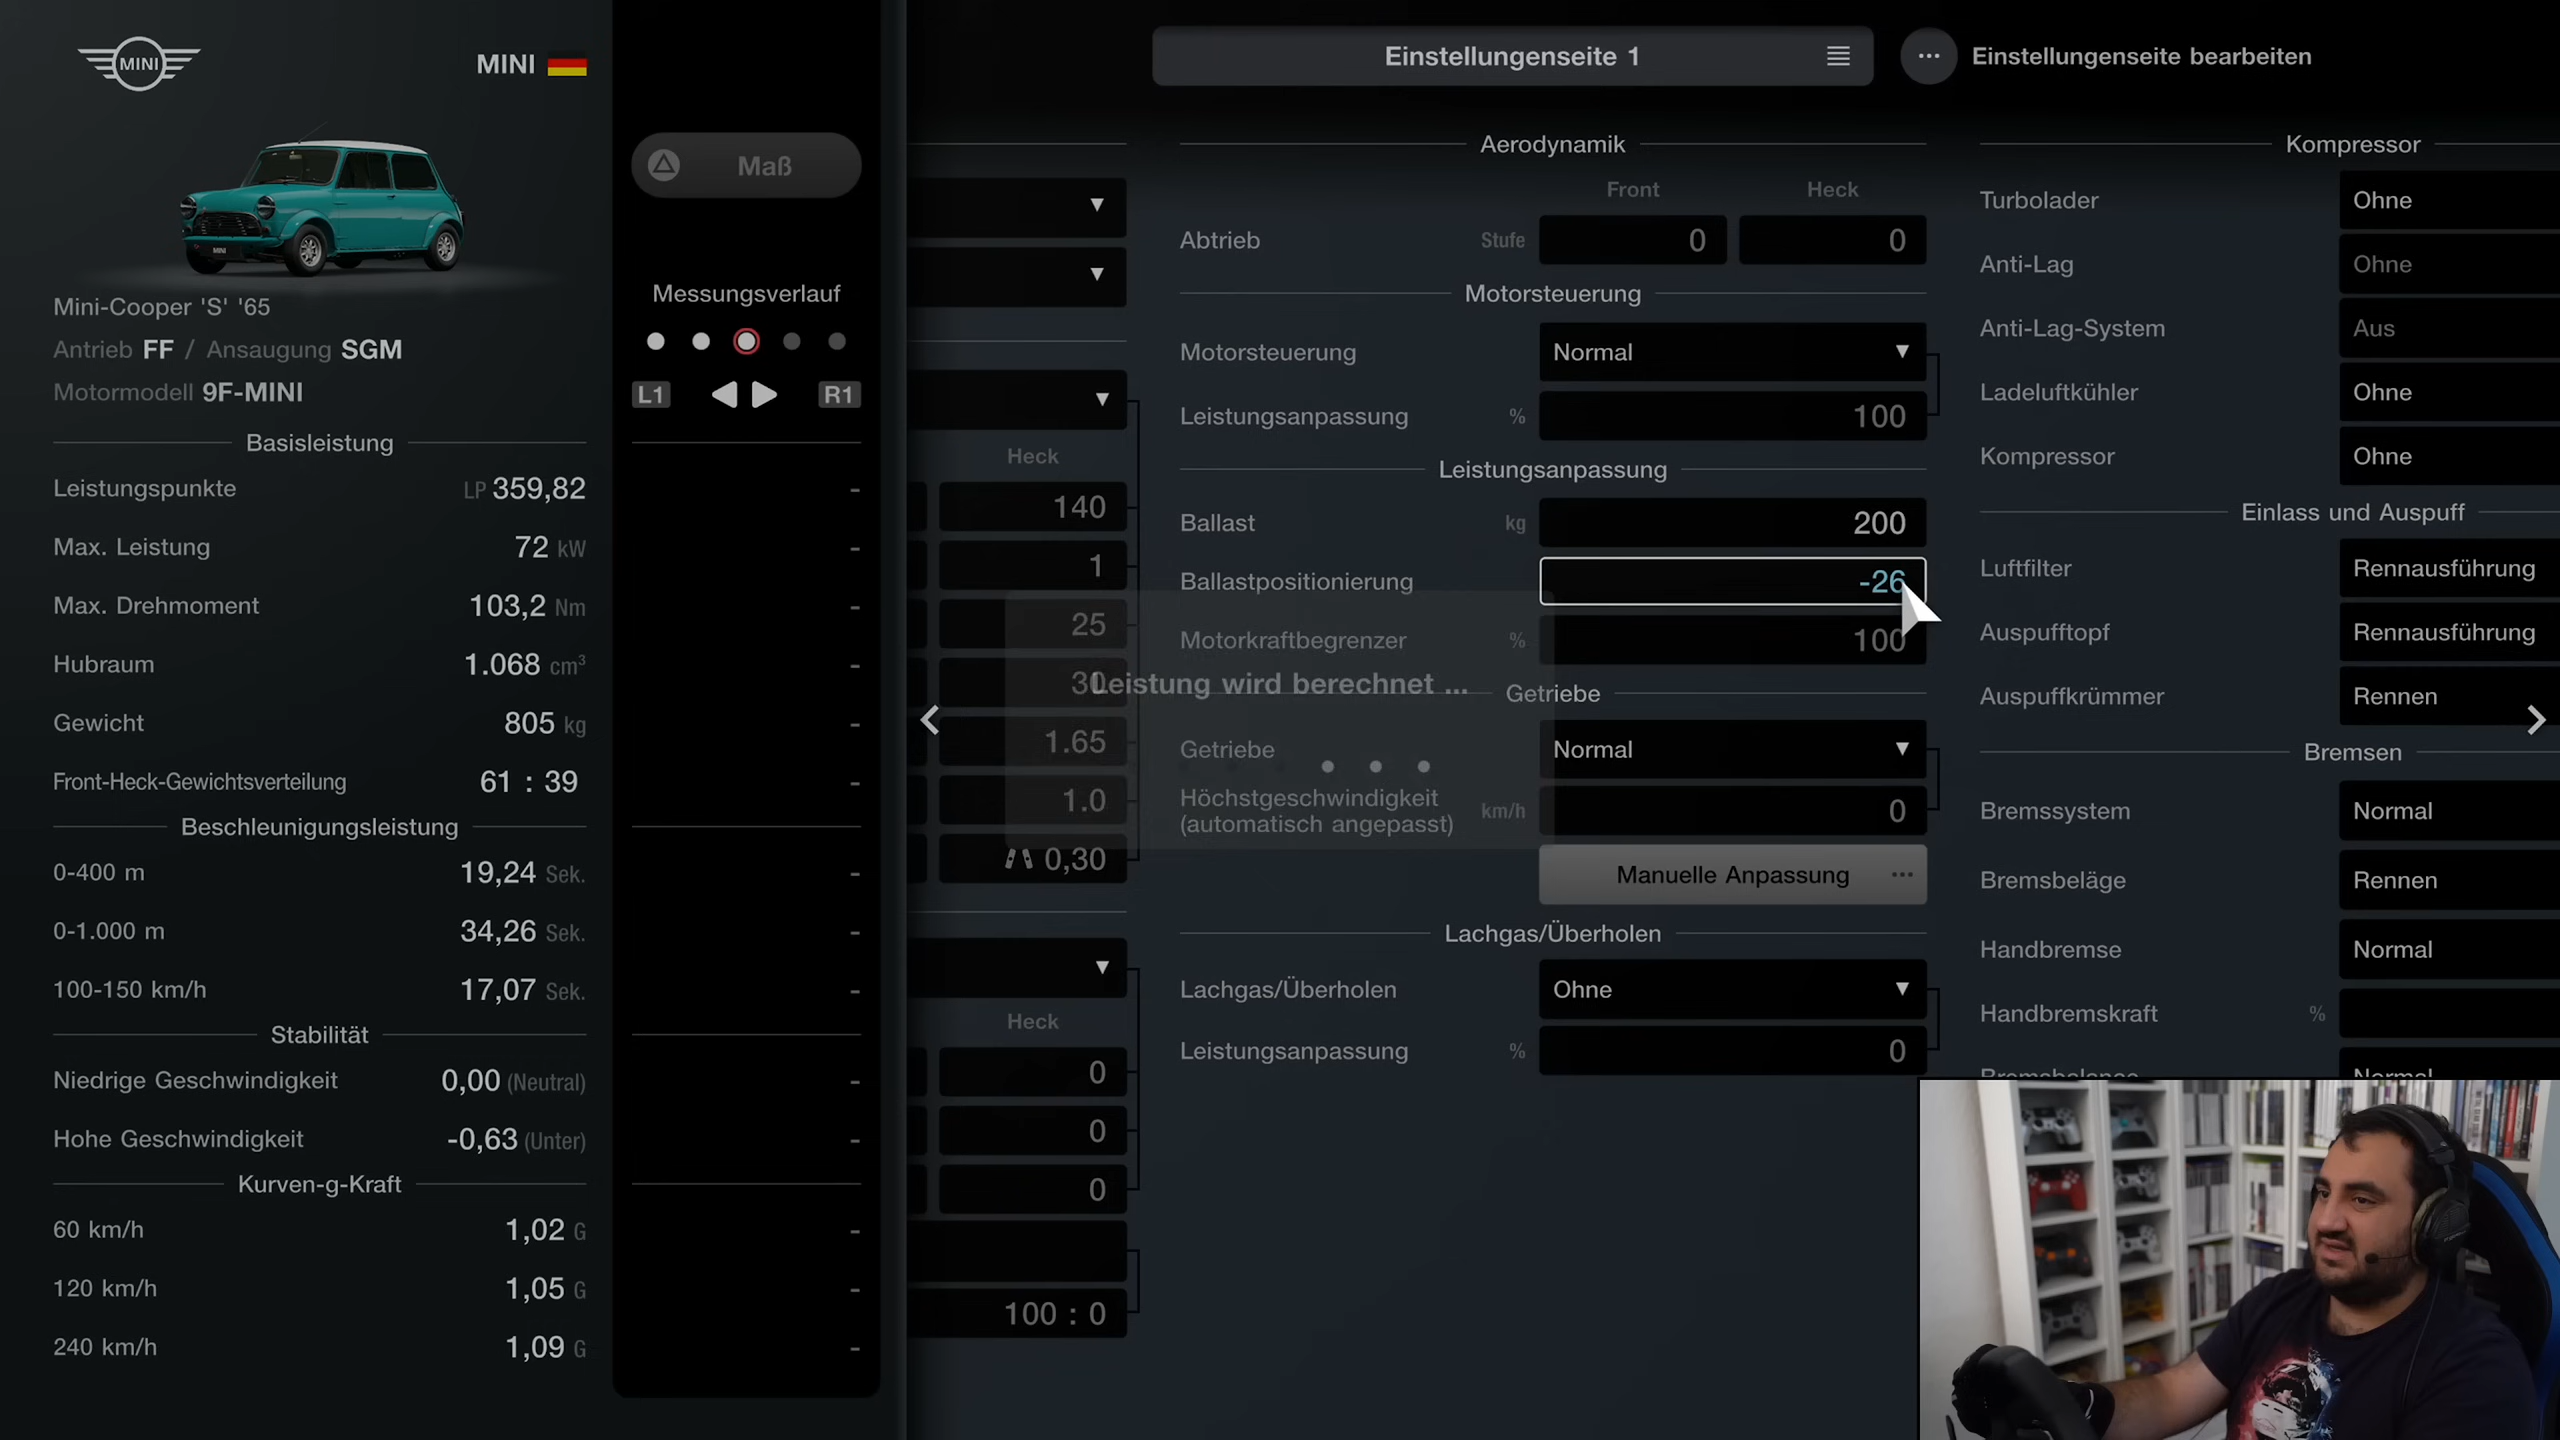 MINI
MINI
Mini-Cooper 'S' '65
Antrieb FF / Ansaugung SGM
Motormodell 9F-MINI
Basisleistung
Leistungspunkte LP 359,82
Max. Leistung 72 kW
Max. Drehmoment 103,2 Nm
Hubraum 1.068 cm³
Gewicht 805 kg
Front-Heck-Gewichtsverteilung 61 : 39
Beschleunigungsleistung
0-400 m 19,24 Sek.
0-1.000 m 34,26 Sek.
100-150 km/h 17,07 Sek.
Stabilität
Niedrige Geschwindigkeit 0,00 (Neutral)
Hohe Geschwindigkeit -0,63 (Unter)
Kurven-g-Kraft
60 km/h 1,02 G
120 km/h 1,05 G
240 km/h 1,09 G
Maß
Messungsverlauf
L1 R1
Heck
140
1
25
30
1.65
1.0
0,30
Heck
0
0
0
100 : 0
Leistung wird berechnet ...
Einstellungenseite 1
Einstellungenseite bearbeiten
Aerodynamik
Front Heck
Abtrieb Stufe 0 0
Motorsteuerung
Motorsteuerung Normal
Leistungsanpassung % 100
Leistungsanpassung
Ballast kg 200
Ballastpositionierung -26
Motorkraftbegrenzer % 100
Getriebe
Getriebe Normal
Höchstgeschwindigkeit
(automatisch angepasst) km/h 0
Manuelle Anpassung ...
Lachgas/Überholen
Lachgas/Überholen Ohne
Leistungsanpassung % 0
Kompressor
Turbolader Ohne
Anti-Lag Ohne
Anti-Lag-System Aus
Ladeluftkühler Ohne
Kompressor Ohne
Einlass und Auspuff
Luftfilter Rennausführung
Auspufftopf Rennausführung
Auspuffkrümmer Rennen
Bremsen
Bremssystem Normal
Bremsbeläge Rennen
Handbremse Normal
Handbremskraft %
Bremsbalance Normal